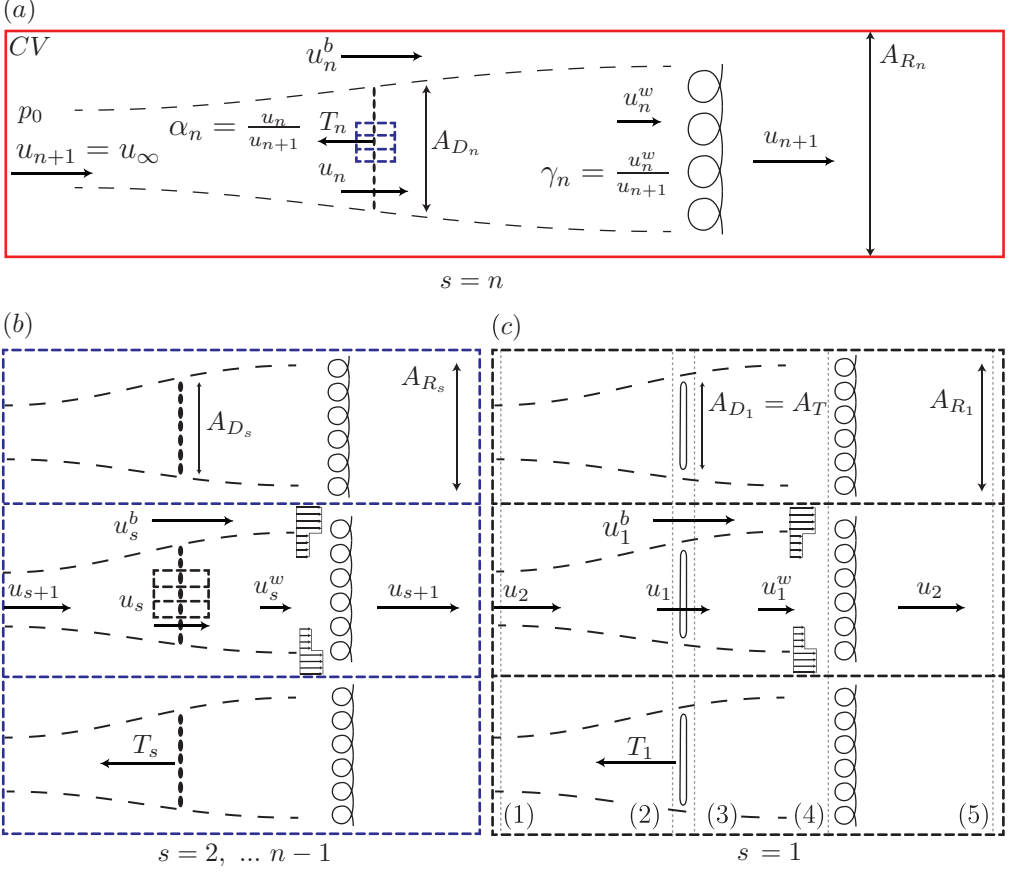 (a)
CV
u_n^b
A_{R_n}
p_0
α_n = u_n/u_{n+1}
T_n
A_{D_n}
u_n^w
u_{n+1}
u_{n+1} = u_∞
u_n
γ_n = u_n^w/u_{n+1}
s = n
(b)
A_{R_s}
A_{D_s}
u_s^b
u_{s+1}
u_s
u_s^w
u_{s+1}
T_s
s = 2, ... n − 1
(c)
A_{D_1} = A_T
A_{R_1}
u_1^b
u_2
u_1
u_1^w
u_2
T_1
(1)
(2)
(3)
(4)
(5)
s = 1